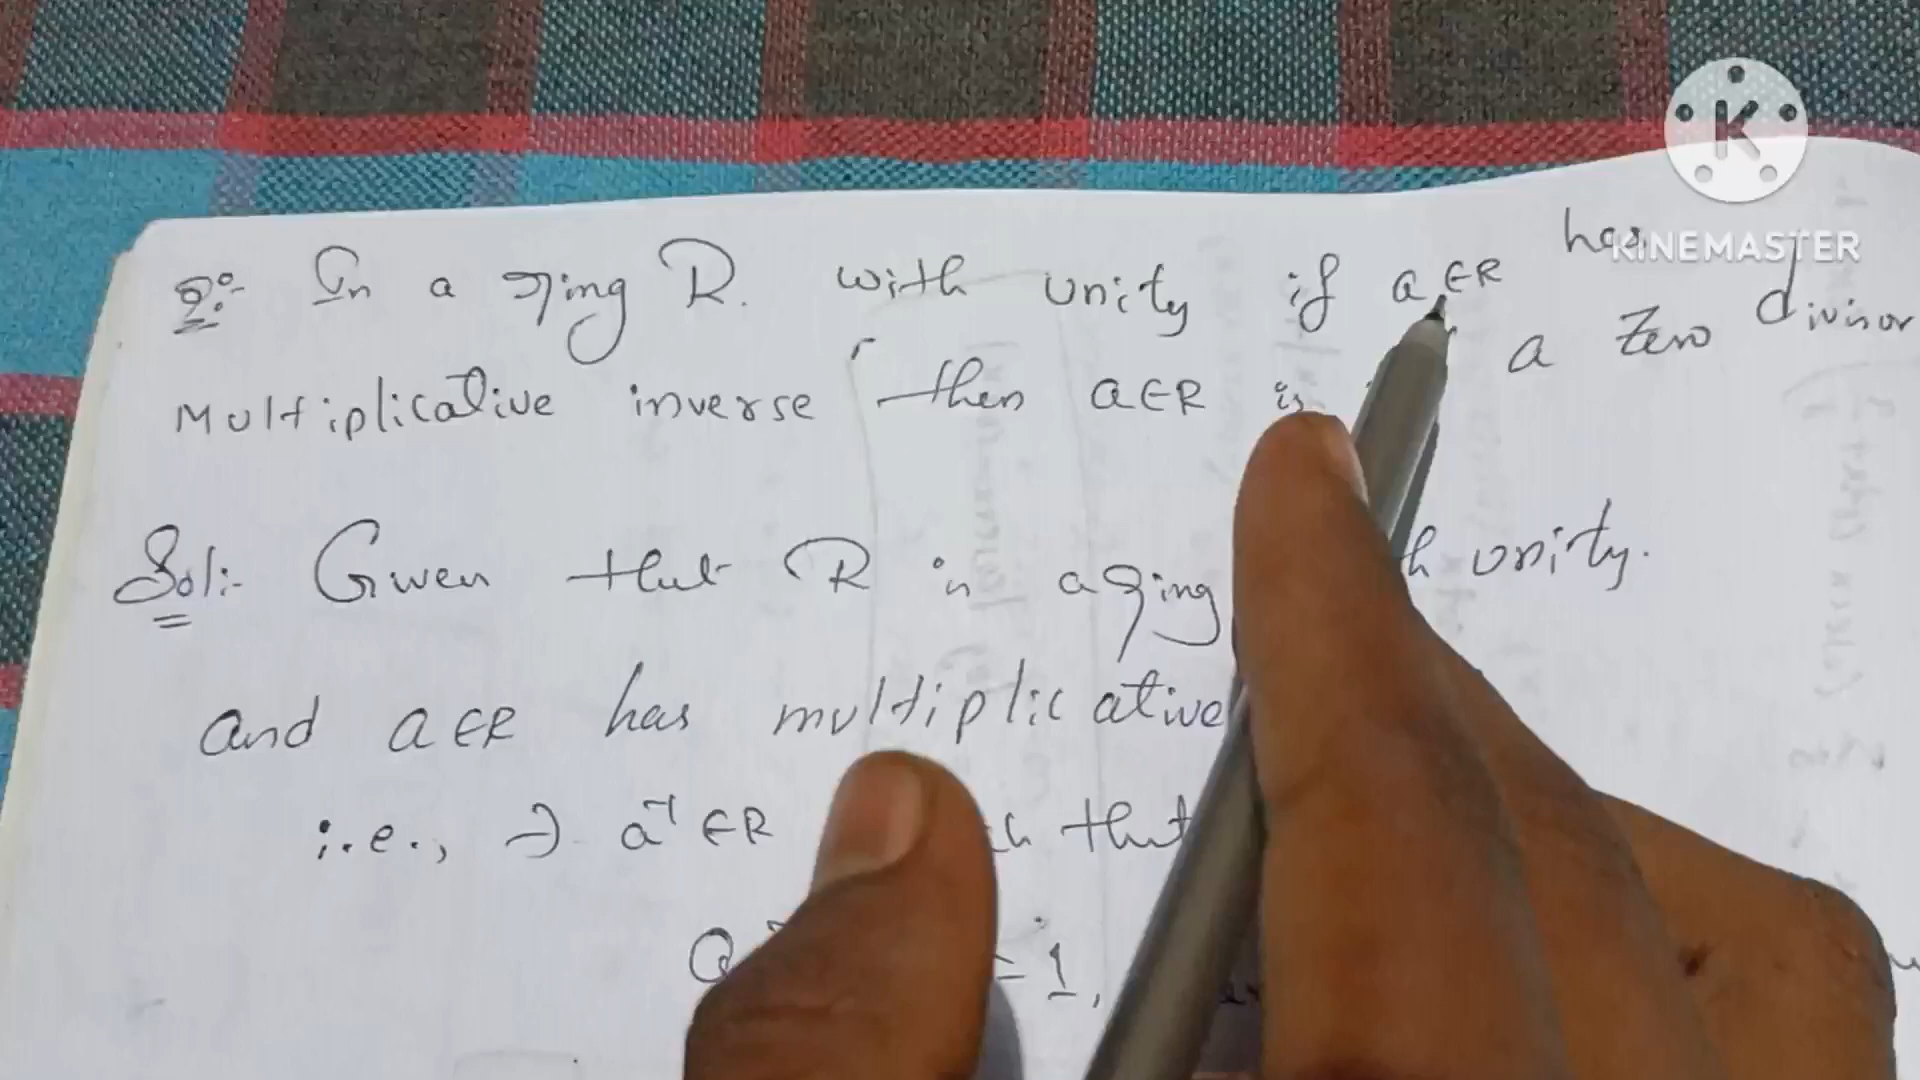 K
KINEMASTER
Q:- In a ring R. with unity if a∈R has
Multiplicative inverse then a∈R is a zero divisor
Sol:- Given that R is a ring h unity.
and a∈R has multiplicative
i.e., ∃ a⁻¹∈R ch that
= 1,